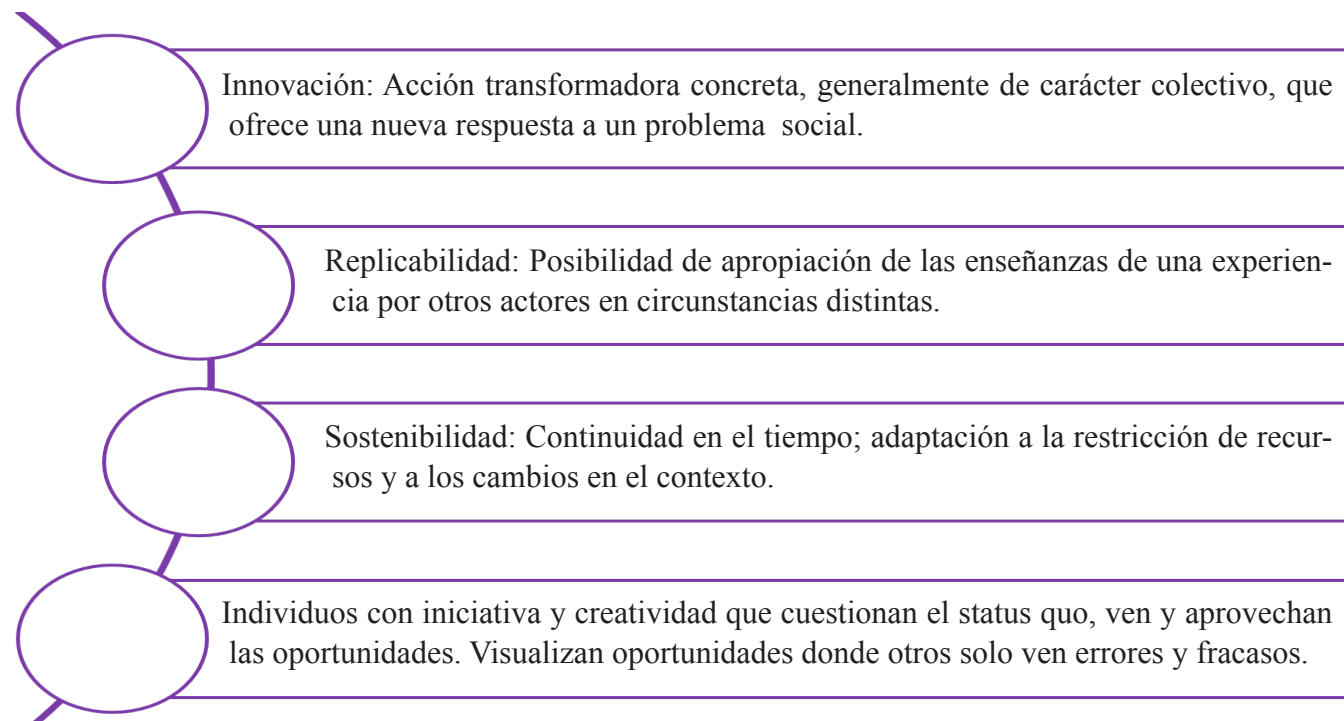 Innovación: Acción transformadora concreta, generalmente de carácter colectivo, que
ofrece una nueva respuesta a un problema social.
Replicabilidad: Posibilidad de apropiación de las enseñanzas de una experien-
cia por otros actores en circunstancias distintas.
Sostenibilidad: Continuidad en el tiempo; adaptación a la restricción de recur-
sos y a los cambios en el contexto.
Individuos con iniciativa y creatividad que cuestionan el status quo, ven y aprovechan
las oportunidades. Visualizan oportunidades donde otros solo ven errores y fracasos.